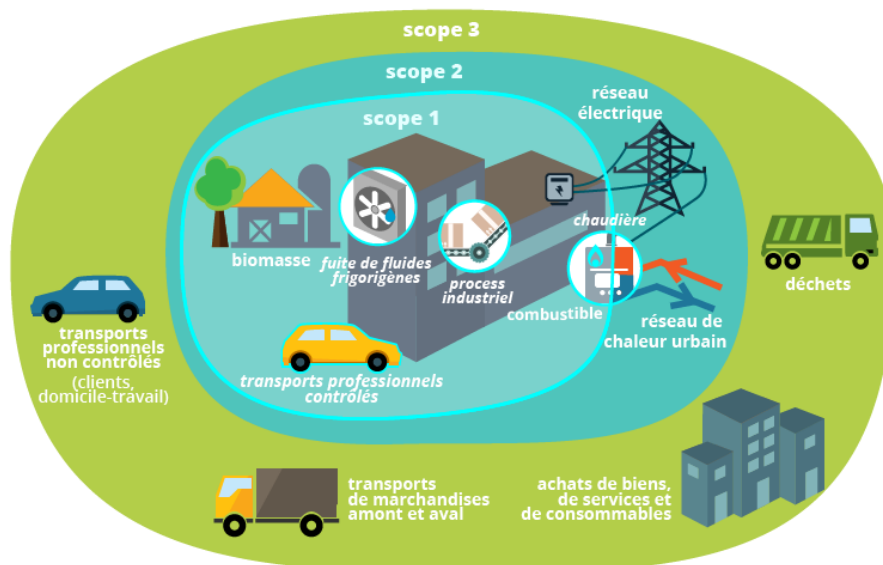 scope 3
scope 2
scope 1
réseau
électrique
chaudière
biomasse
fuite de fluides
frigorigènes
process
industriel
combustible
réseau de
chaleur urbain
déchets
transports
professionnels
non contrôlés
(clients,
domicile-travail)
transports professionnels
contrôlés
transports
de marchandises
amont et aval
achats de biens,
de services et
de consommables